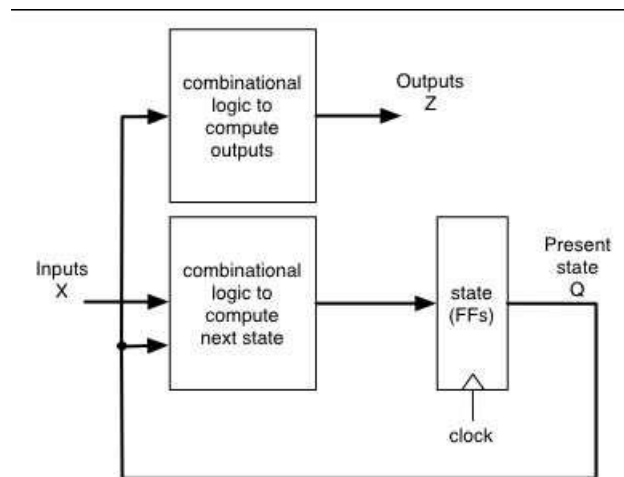 combinational
logic to
compute
outputs
Outputs
Z
Inputs
X
combinational
logic to
compute
next state
state
(FFs)
Present
state
Q
clock